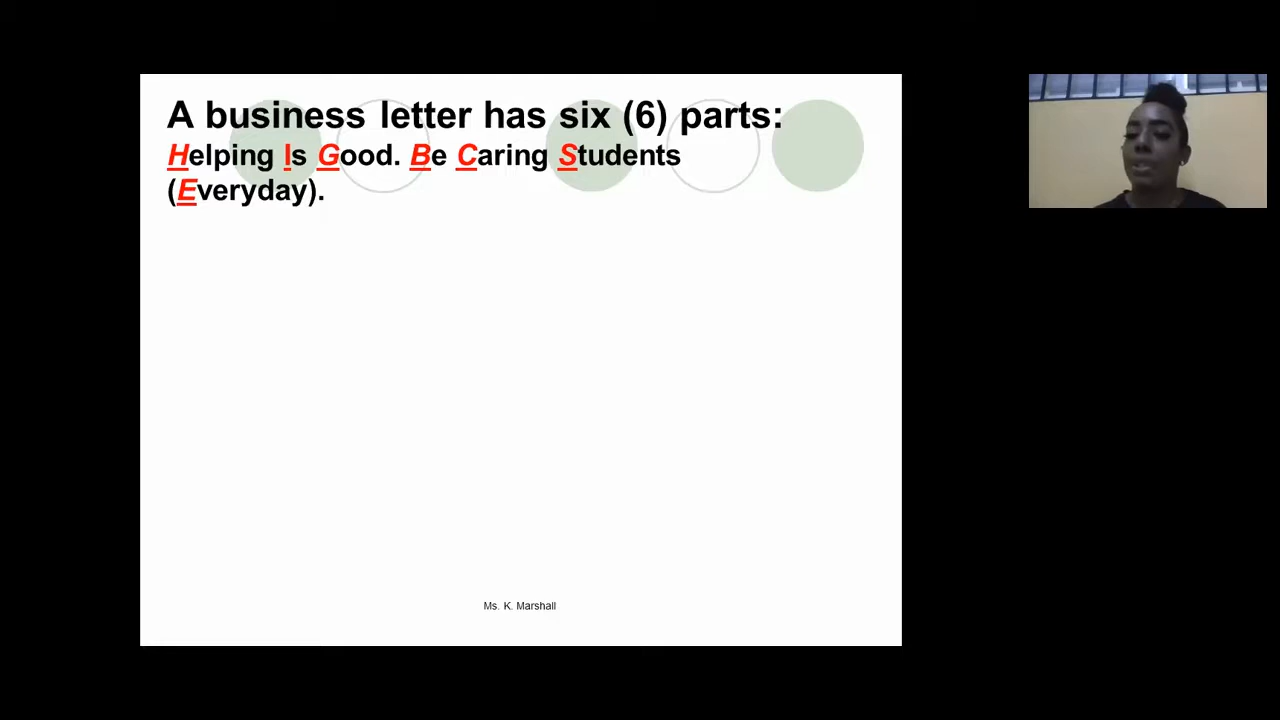 A business letter has six (6) parts:
Helping Is Good. Be Caring Students
(Everyday).
Ms. K. Marshall